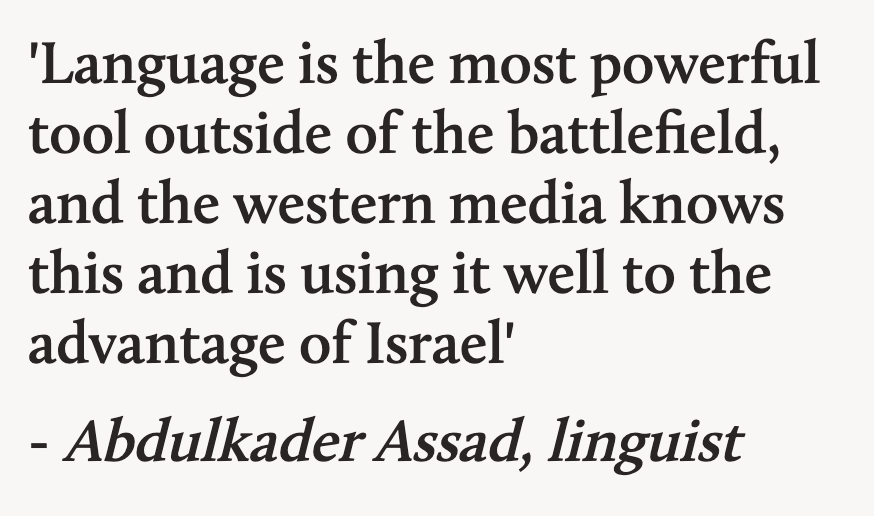 'Language is the most powerful
tool outside of the battlefield,
and the western media knows
this and is using it well to the
advantage of Israel'
- Abdulkader Assad, linguist